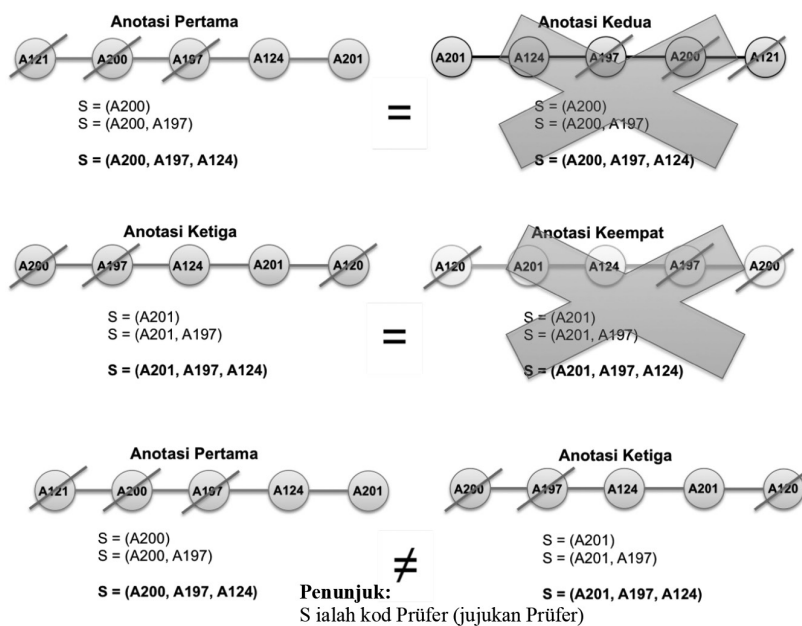 Anotasi Pertama
A121 A200 A197 A124 A201
S = (A200)
S = (A200, A197)
S = (A200, A197, A124)
=
Anotasi Kedua
A201 A124 A197 A200 A121
S = (A200)
S = (A200, A197)
S = (A200, A197, A124)
Anotasi Ketiga
A200 A197 A124 A201 A120
S = (A201)
S = (A201, A197)
S = (A201, A197, A124)
=
Anotasi Keempat
A120 A201 A124 A197 A200
S = (A201)
S = (A201, A197)
S = (A201, A197, A124)
Anotasi Pertama
A121 A200 A197 A124 A201
S = (A200)
S = (A200, A197)
S = (A200, A197, A124)
≠
Anotasi Ketiga
A200 A197 A124 A201 A120
S = (A201)
S = (A201, A197)
S = (A201, A197, A124)
Penunjuk:
S ialah kod Prüfer (jujukan Prüfer)